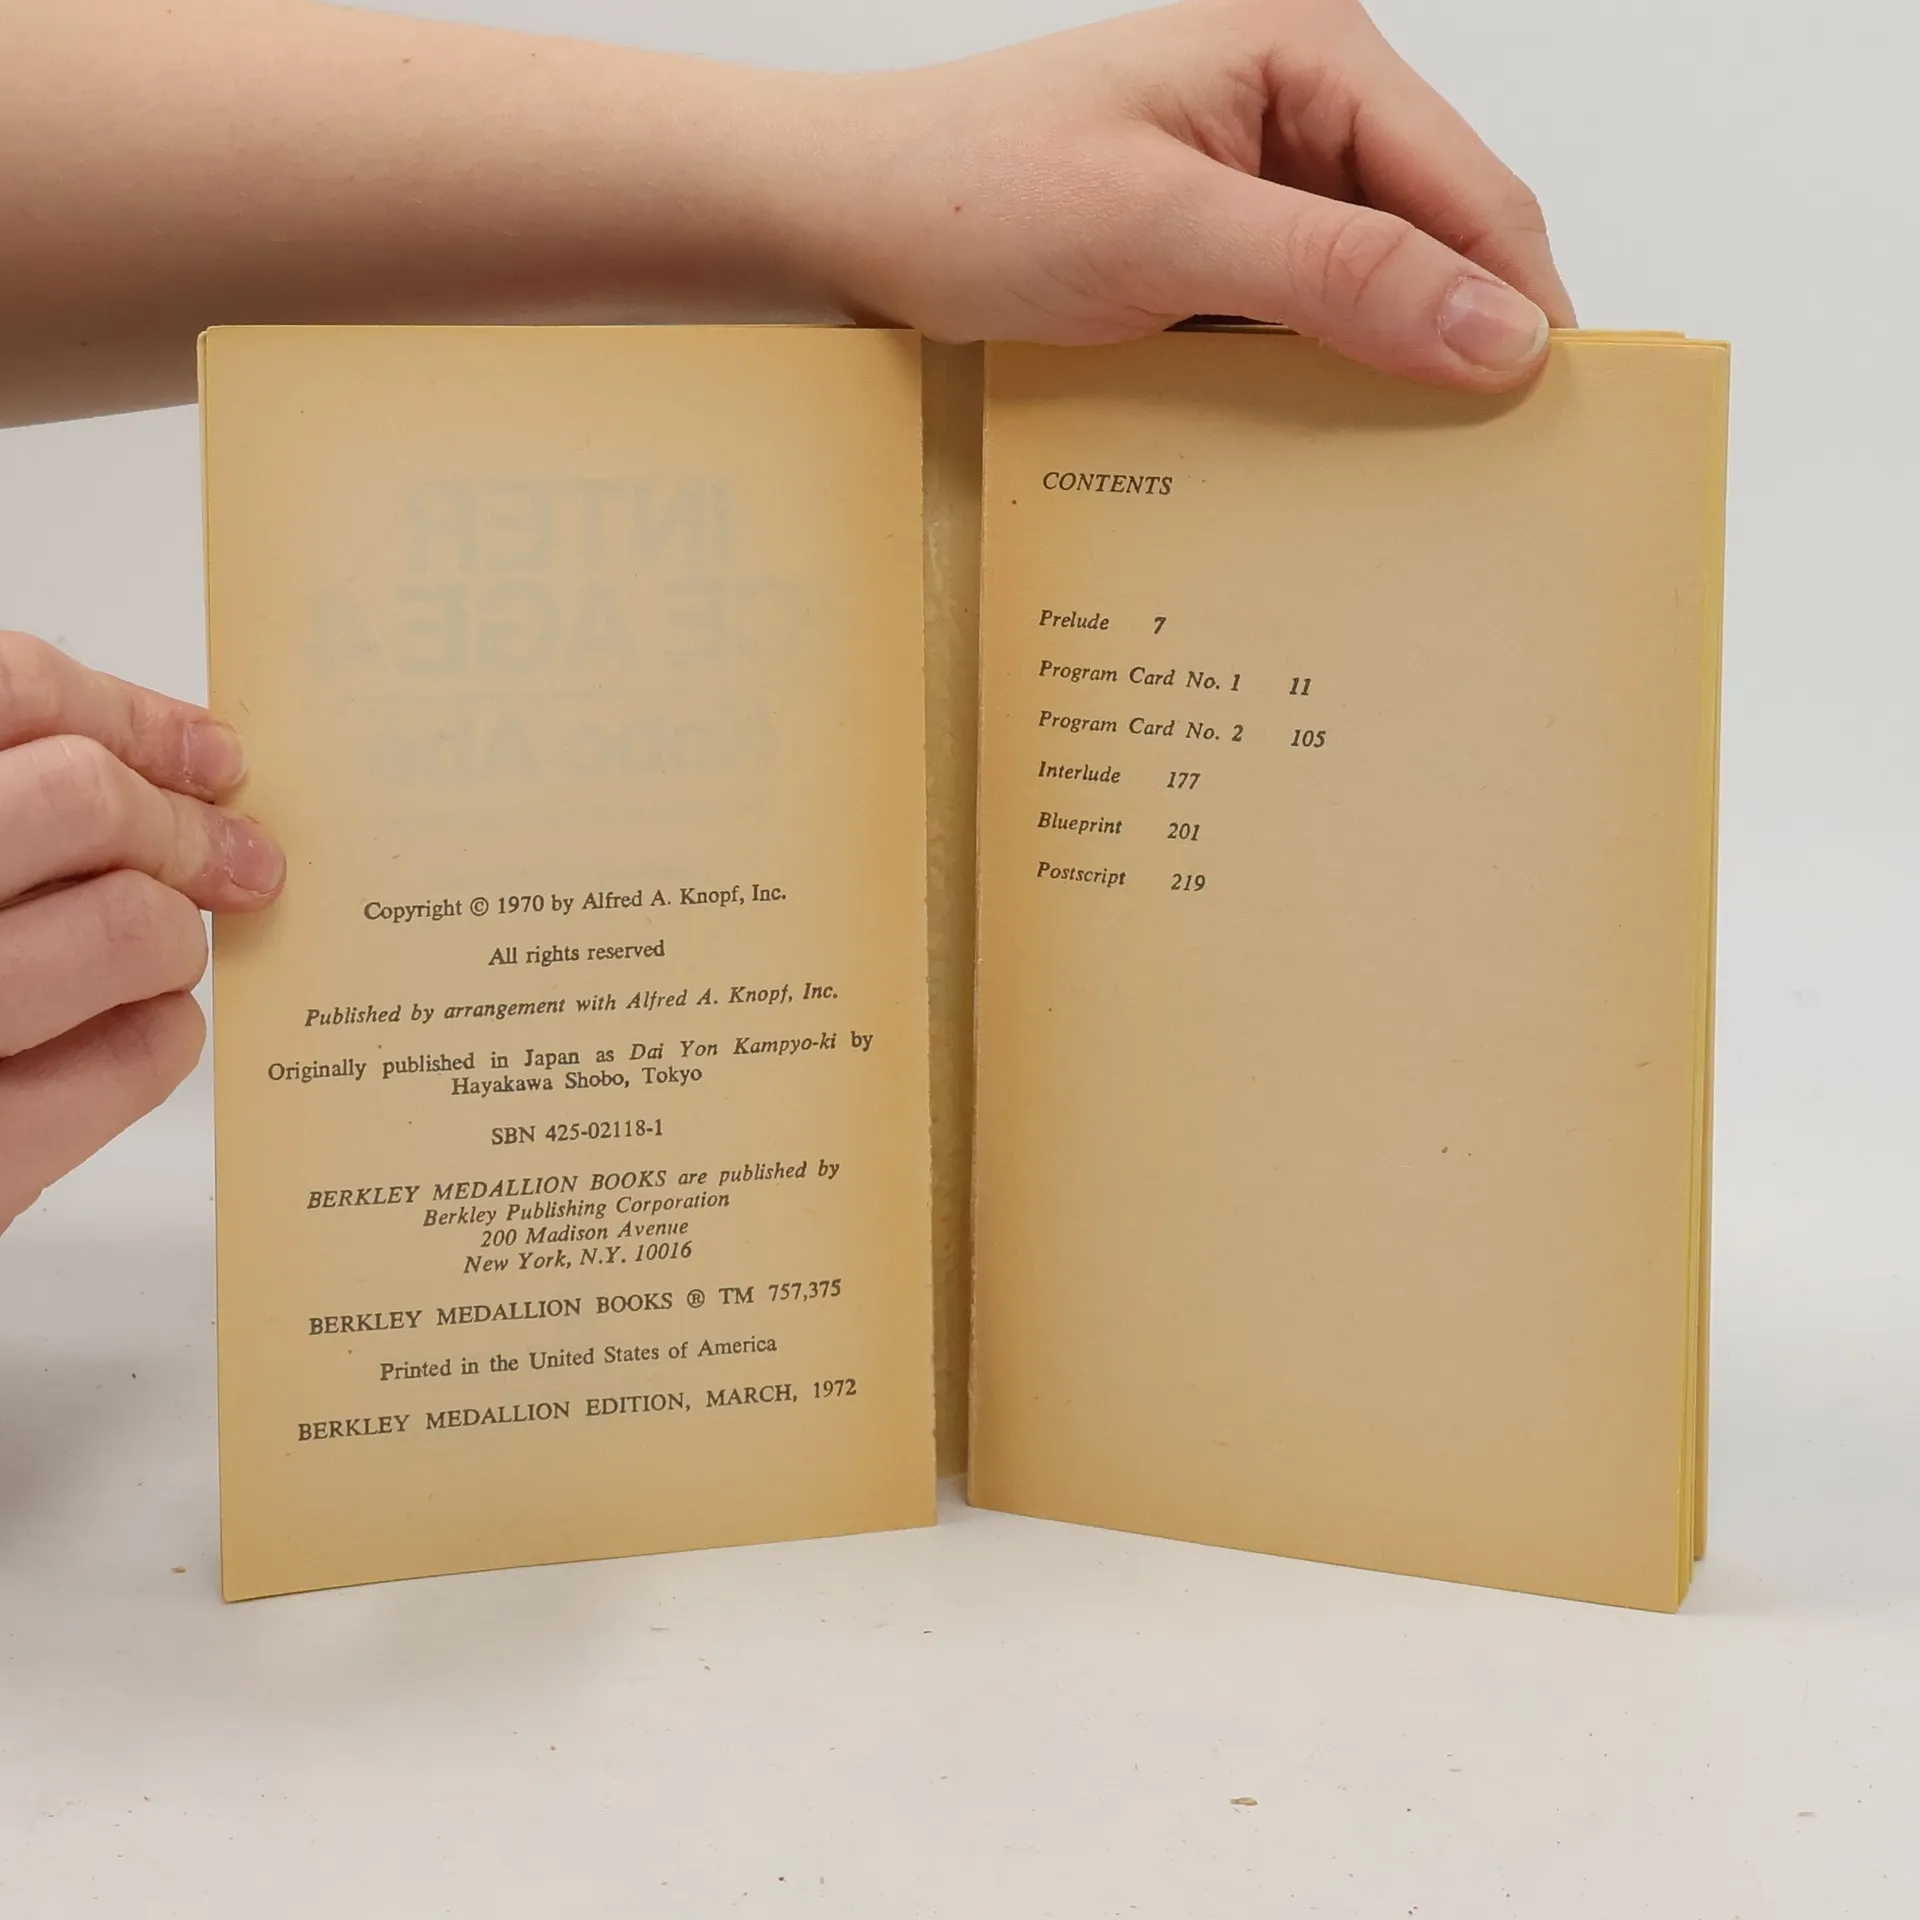 Copyright © 1970 by Alfred A. Knopf, Inc.
All rights reserved
Published by arrangement with Alfred A. Knopf, Inc.
Originally published in Japan as Dai Yon Kampyo-ki by
Hayakawa Shobo, Tokyo
SBN 425-02118-1
BERKLEY MEDALLION BOOKS are published by
Berkley Publishing Corporation
200 Madison Avenue
New York, N.Y. 10016
BERKLEY MEDALLION BOOKS ® TM 757,375
Printed in the United States of America
BERKLEY MEDALLION EDITION, MARCH, 1972
CONTENTS
Prelude 7
Program Card No. 1 11
Program Card No. 2 105
Interlude 177
Blueprint 201
Postscript 219